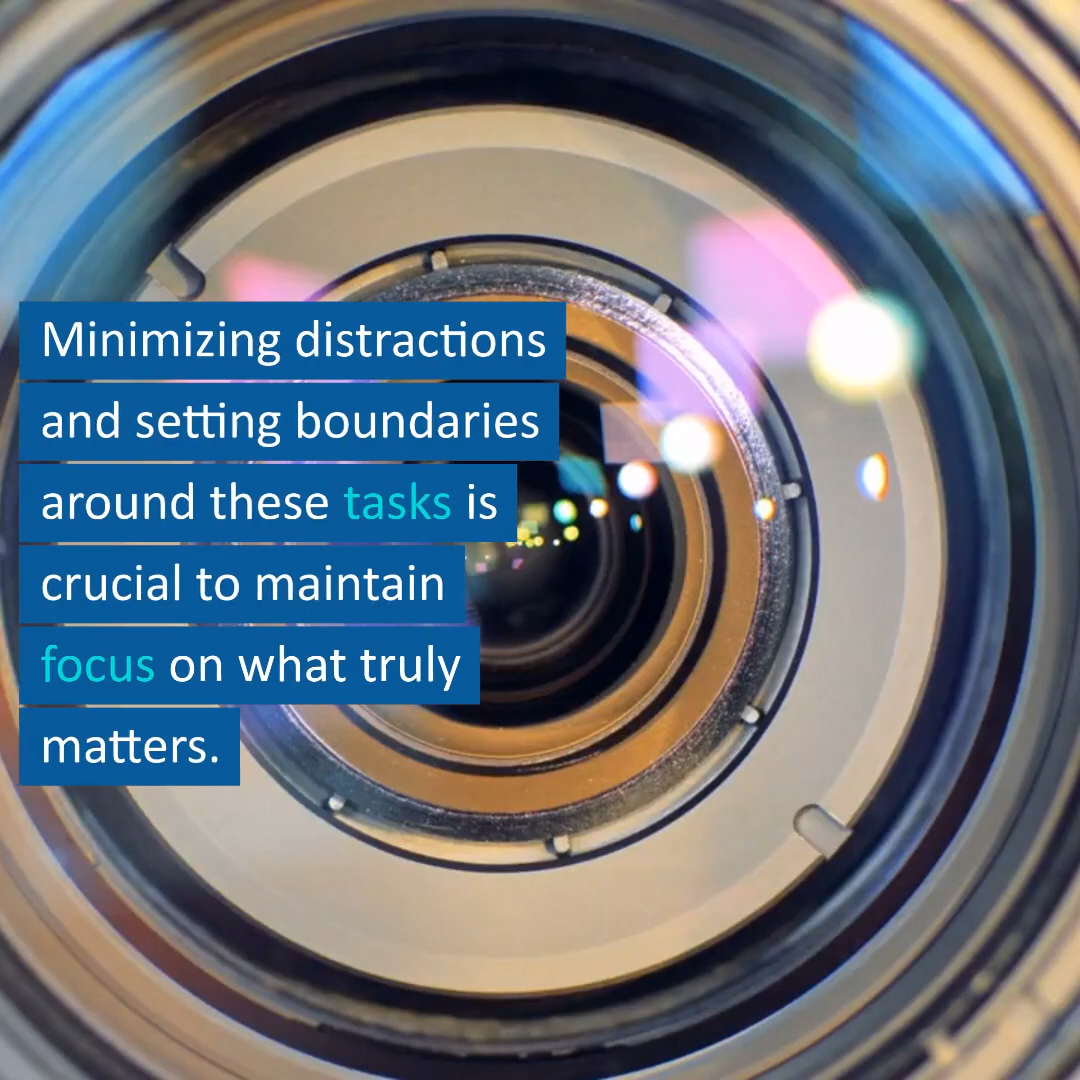 Minimizing distractions
and setting boundaries
around these tasks is
crucial to maintain
focus on what truly
matters.